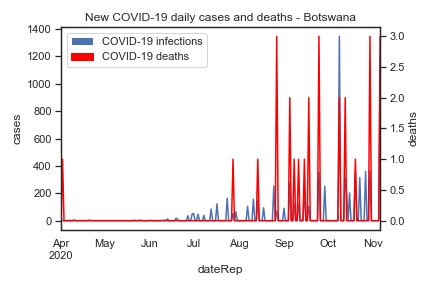 New COVID-19 daily cases and deaths - Botswana
COVID-19 infections
COVID-19 deaths
1400
1200
1000
800
600
400
200
0
cases
3.0
2.5
2.0
1.5
1.0
0.5
0.0
deaths
Apr May Jun Jul Aug Sep Oct Nov
2020
dateRep